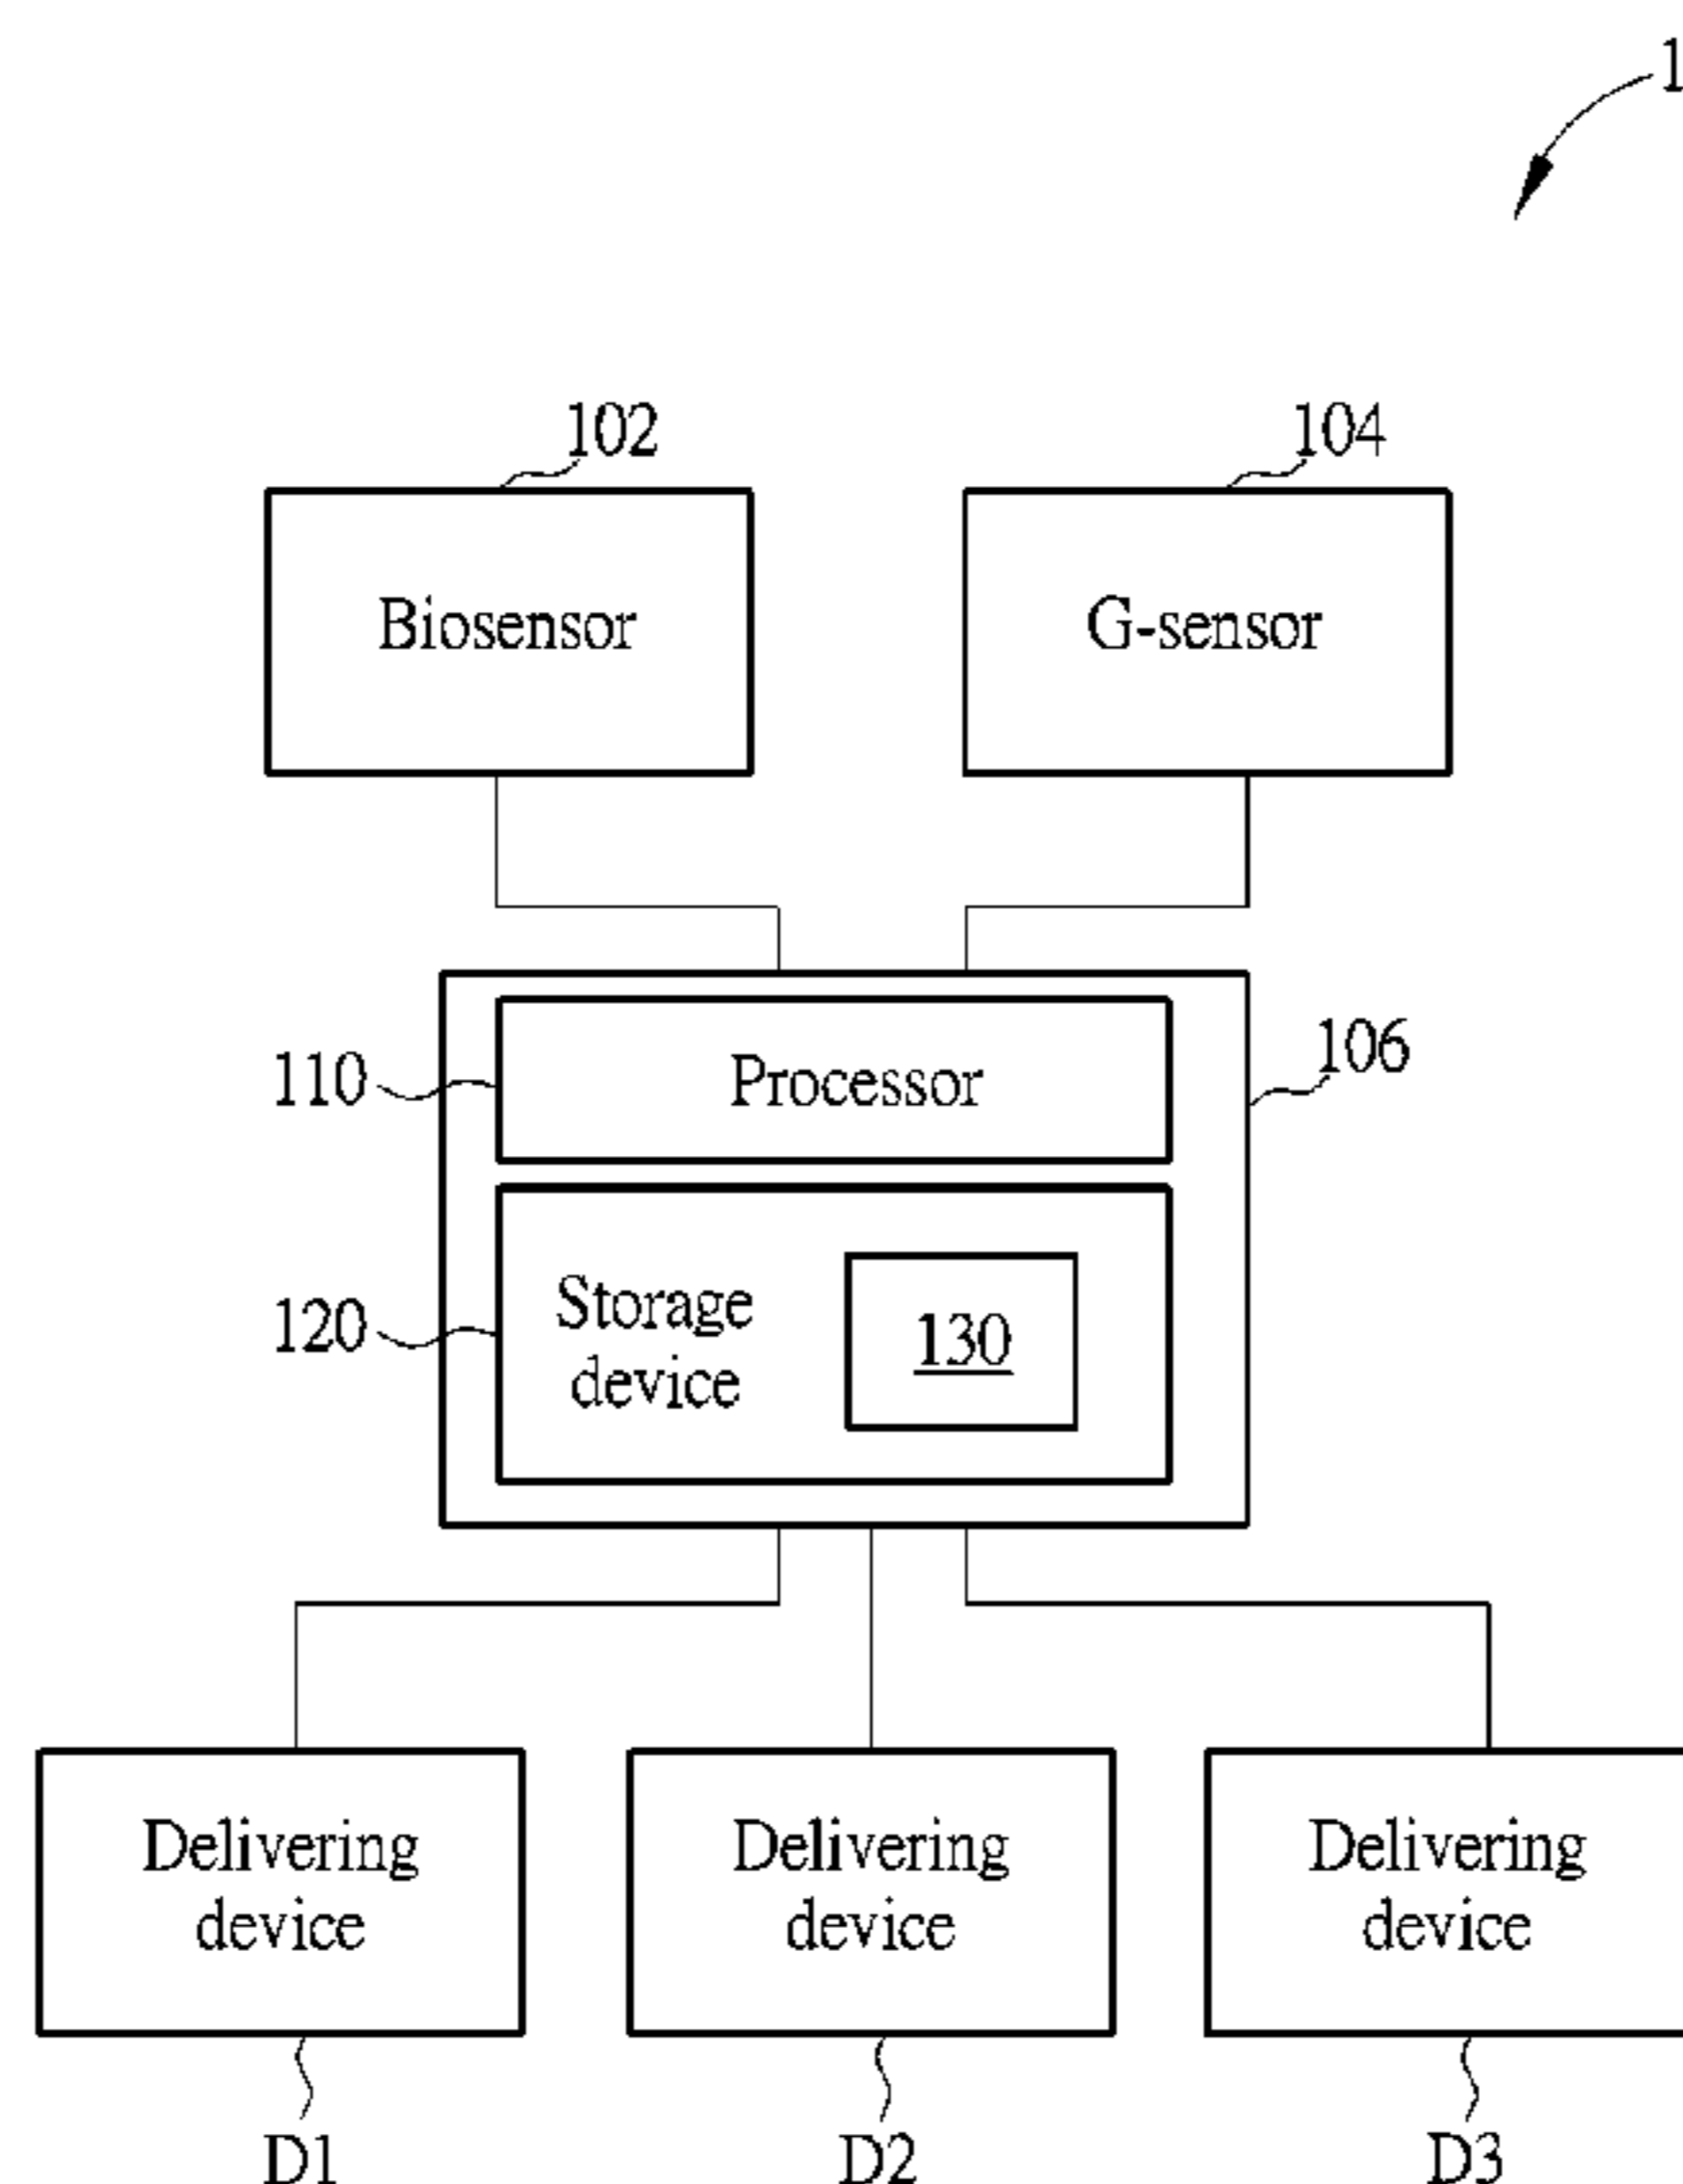 1
102
104
Biosensor
G-sensor
110
Processor
106
120
Storage
device
130
Delivering
device
Delivering
device
Delivering
device
D1
D2
D3